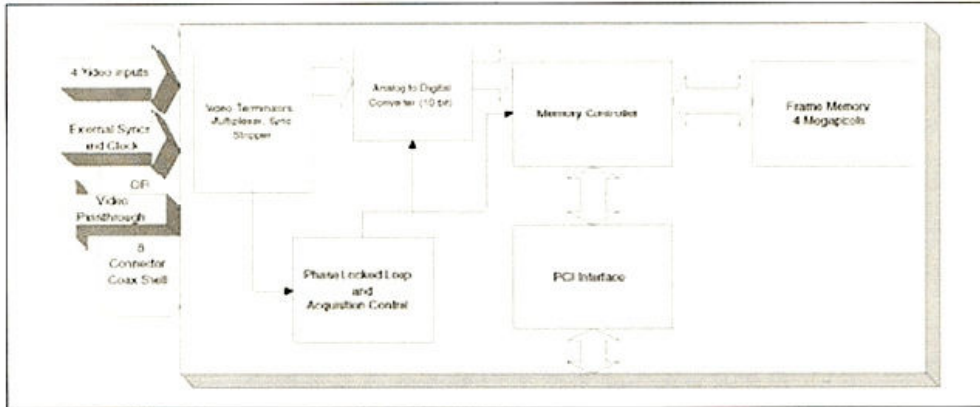 4 Video Inputs
External Sync
and Clock
OR
Video
Passthrough
8
Connector
Coax Shell
Video Terminators,
Multiplexer, Sync
Stripper
Analog to Digital
Converter (10 bit)
Memory Controller
Frame Memory
4 Megapixels
Phase Locked Loop
and
Acquisition Control
PCI Interface